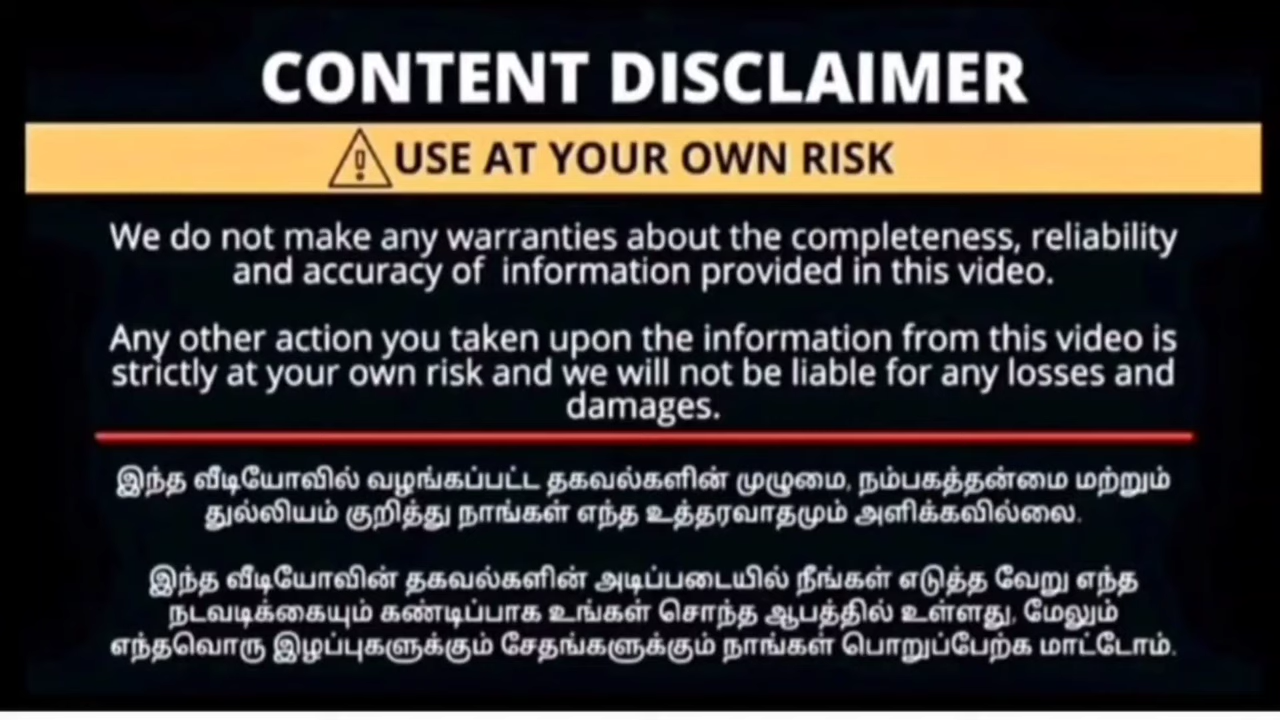 CONTENT DISCLAIMER
USE AT YOUR OWN RISK
We do not make any warranties about the completeness, reliability
and accuracy of information provided in this video.
Any other action you taken upon the information from this video is
strictly at your own risk and we will not be liable for any losses and
damages.
இந்த வீடியோவில் வழங்கப்பட்ட தகவல்களின் முழுமை, நம்பகத்தன்மை மற்றும்
துல்லியம் குறித்து நாங்கள் எந்த உத்தரவாதமும் அளிக்கவில்லை.
இந்த வீடியோவின் தகவல்களின் அடிப்படையில் நீங்கள் எடுத்த வேறு எந்த
நடவடிக்கையும் கண்டிப்பாக உங்கள் சொந்த ஆபத்தில் உள்ளது, மேலும்
எந்தவொரு இழப்புகளுக்கும் சேதங்களுக்கும் நாங்கள் பொறுப்பேற்க மாட்டோம்.